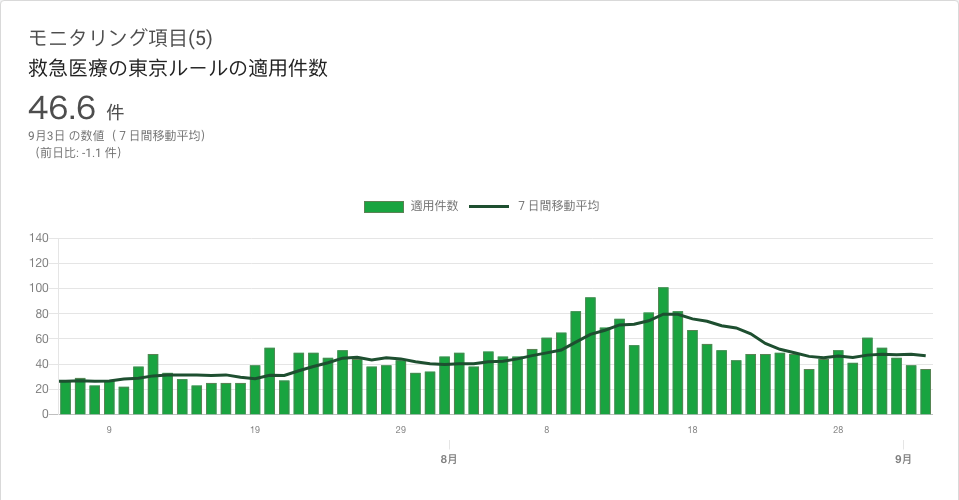 モニタリング項目(5)
救急医療の東京ルールの適用件数
46.6 件
9月3日 の数値（７日間移動平均）
（前日比: -1.1 件）
適用件数 ７日間移動平均
140
120
100
80
60
40
20
0
9 19 29 8 18 28
8月 9月